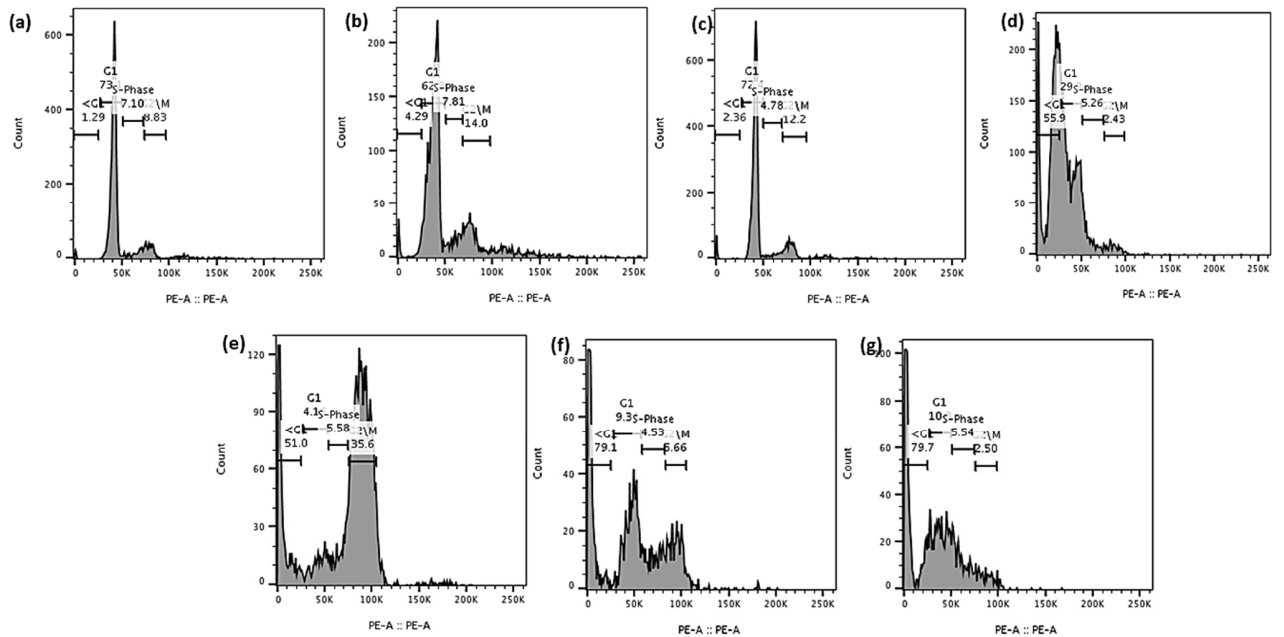 (a)
600
400
200
0
Count
G1
73
S-Phase
<G1
7.10
G2\M
1.29
8.83
0 50K 100K 150K 200K 250K
PE-A :: PE-A
(b)
200
150
100
50
0
Count
G1
62
S-Phase
7.81
4.29
G2\M
14.0
0 50K 100K 150K 200K 250K
PE-A :: PE-A
(c)
600
400
200
0
Count
G1
S-Phase
<G1
4.78
G2\M
2.36
12.2
0 50K 100K 150K 200K 250K
PE-A :: PE-A
(d)
200
150
100
50
0
Count
G1
29
S-Phase
<G1
5.26
G2\M
55.9
2.43
0 50K 100K 150K 200K 250K
PE-A :: PE-A
(e)
120
90
60
30
0
Count
G1
4.1
S-Phase
<G1
5.58
G2\M
51.0
35.6
0 50K 100K 150K 200K 250K
PE-A :: PE-A
(f)
80
60
40
20
0
Count
G1
9.3
S-Phase
<G1
4.53
G2\M
79.1
5.66
0 50K 100K 150K 200K 250K
PE-A :: PE-A
(g)
100
80
60
40
20
0
Count
G1
10
S-Phase
<G1
5.54
G2\M
79.7
2.50
0 50K 100K 150K 200K 250K
PE-A :: PE-A